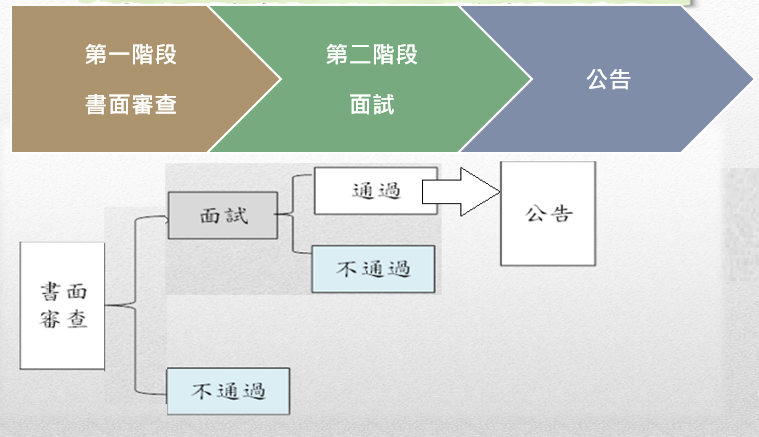 第一階段
書面審查
第二階段
面試
公告
書面
審查
面試
通過
不通過
不通過
公告